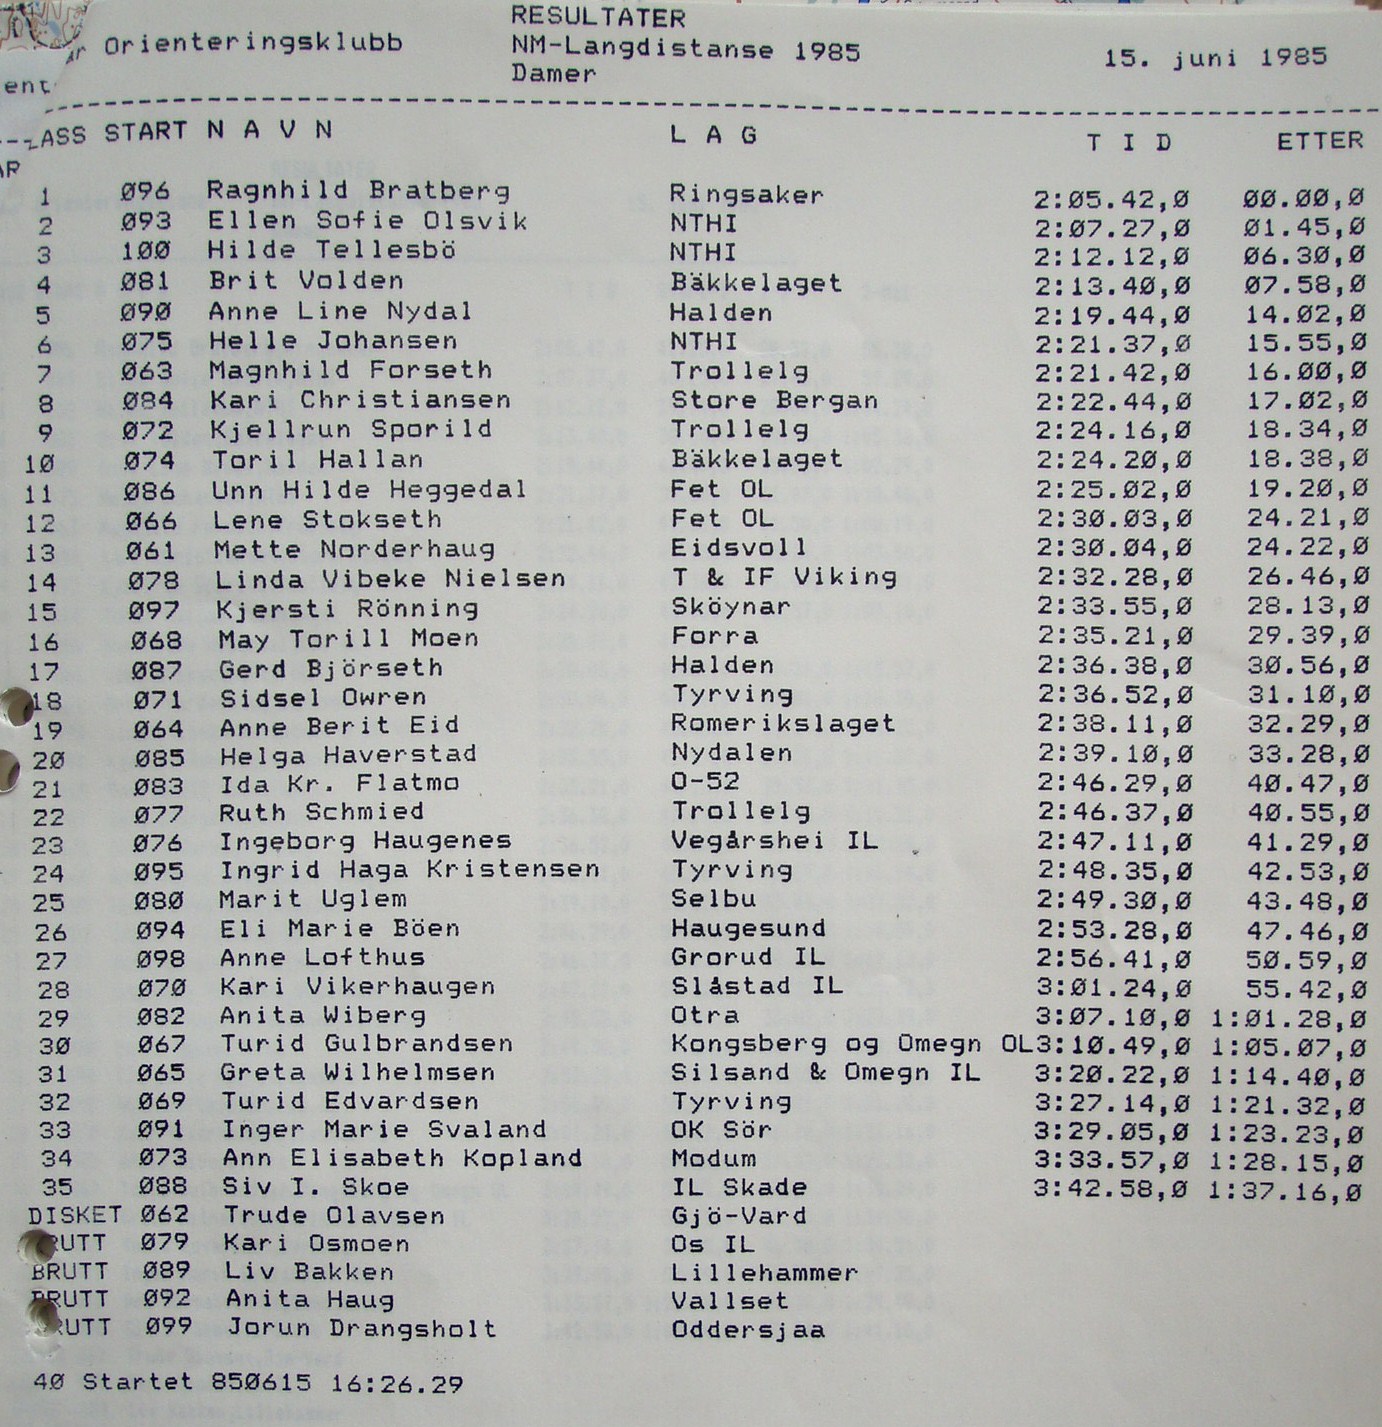 RESULTATER
Orienteringsklubb NM-Langdistanse 1985 15. juni 1985
Damer
ASS START N A V N L A G T I D ETTER
1 Ø96 Ragnhild Bratberg Ringsaker 2:Ø5.42,Ø ØØ.ØØ,Ø
2 Ø93 Ellen Sofie Olsvik NTHI 2:Ø7.27,Ø Ø1.45,Ø
3 1ØØ Hilde Tellesbö NTHI 2:12.12,Ø Ø6.3Ø,Ø
4 Ø81 Brit Volden Bäkkelaget 2:13.4Ø,Ø Ø7.58,Ø
5 Ø9Ø Anne Line Nydal Halden 2:19.44,Ø 14.Ø2,Ø
6 Ø75 Helle Johansen NTHI 2:21.37,Ø 15.55,Ø
7 Ø63 Magnhild Forseth Trollelg 2:21.42,Ø 16.ØØ,Ø
8 Ø84 Kari Christiansen Store Bergan 2:22.44,Ø 17.Ø2,Ø
9 Ø72 Kjellrun Sporild Trollelg 2:24.16,Ø 18.34,Ø
1Ø Ø74 Toril Hallan Bäkkelaget 2:24.2Ø,Ø 18.38,Ø
11 Ø86 Unn Hilde Heggedal Fet OL 2:25.Ø2,Ø 19.2Ø,Ø
12 Ø66 Lene Stokseth Fet OL 2:3Ø.Ø3,Ø 24.21,Ø
13 Ø61 Mette Norderhaug Eidsvoll 2:3Ø.Ø4,Ø 24.22,Ø
14 Ø78 Linda Vibeke Nielsen T & IF Viking 2:32.28,Ø 26.46,Ø
15 Ø97 Kjersti Rönning Sköynar 2:33.55,Ø 28.13,Ø
16 Ø68 May Torill Moen Forra 2:35.21,Ø 29.39,Ø
17 Ø87 Gerd Björseth Halden 2:36.38,Ø 3Ø.56,Ø
18 Ø71 Sidsel Owren Tyrving 2:36.52,Ø 31.1Ø,Ø
19 Ø64 Anne Berit Eid Romerikslaget 2:38.11,Ø 32.29,Ø
2Ø Ø85 Helga Haverstad Nydalen 2:39.1Ø,Ø 33.28,Ø
21 Ø83 Ida Kr. Flatmo O-52 2:46.29,Ø 4Ø.47,Ø
22 Ø77 Ruth Schmied Trollelg 2:46.37,Ø 4Ø.55,Ø
23 Ø76 Ingeborg Haugenes Vegårshei IL 2:47.11,Ø 41.29,Ø
24 Ø95 Ingrid Haga Kristensen Tyrving 2:48.35,Ø 42.53,Ø
25 Ø8Ø Marit Uglem Selbu 2:49.3Ø,Ø 43.48,Ø
26 Ø94 Eli Marie Böen Haugesund 2:53.28,Ø 47.46,Ø
27 Ø98 Anne Lofthus Grorud IL 2:56.41,Ø 5Ø.59,Ø
28 Ø7Ø Kari Vikerhaugen Slåstad IL 3:Ø1.24,Ø 55.42,Ø
29 Ø82 Anita Wiberg Otra 3:Ø7.1Ø,Ø 1:Ø1.28,Ø
3Ø Ø67 Turid Gulbrandsen Kongsberg og Omegn OL3:1Ø.49,Ø 1:Ø5.Ø7,Ø
31 Ø65 Greta Wilhelmsen Silsand & Omegn IL 3:2Ø.22,Ø 1:14.4Ø,Ø
32 Ø69 Turid Edvardsen Tyrving 3:27.14,Ø 1:21.32,Ø
33 Ø91 Inger Marie Svaland OK Sör 3:29.Ø5,Ø 1:23.23,Ø
34 Ø73 Ann Elisabeth Kopland Modum 3:33.57,Ø 1:28.15,Ø
35 Ø88 Siv I. Skoe IL Skade 3:42.58,Ø 1:37.16,Ø
DISKET Ø62 Trude Olavsen Gjö-Vard
RUTT Ø79 Kari Osmoen Os IL
BRUTT Ø89 Liv Bakken Lillehammer
BRUTT Ø92 Anita Haug Vallset
RUTT Ø99 Jorun Drangsholt Oddersjaa
4Ø Startet 85Ø615 16:26.29